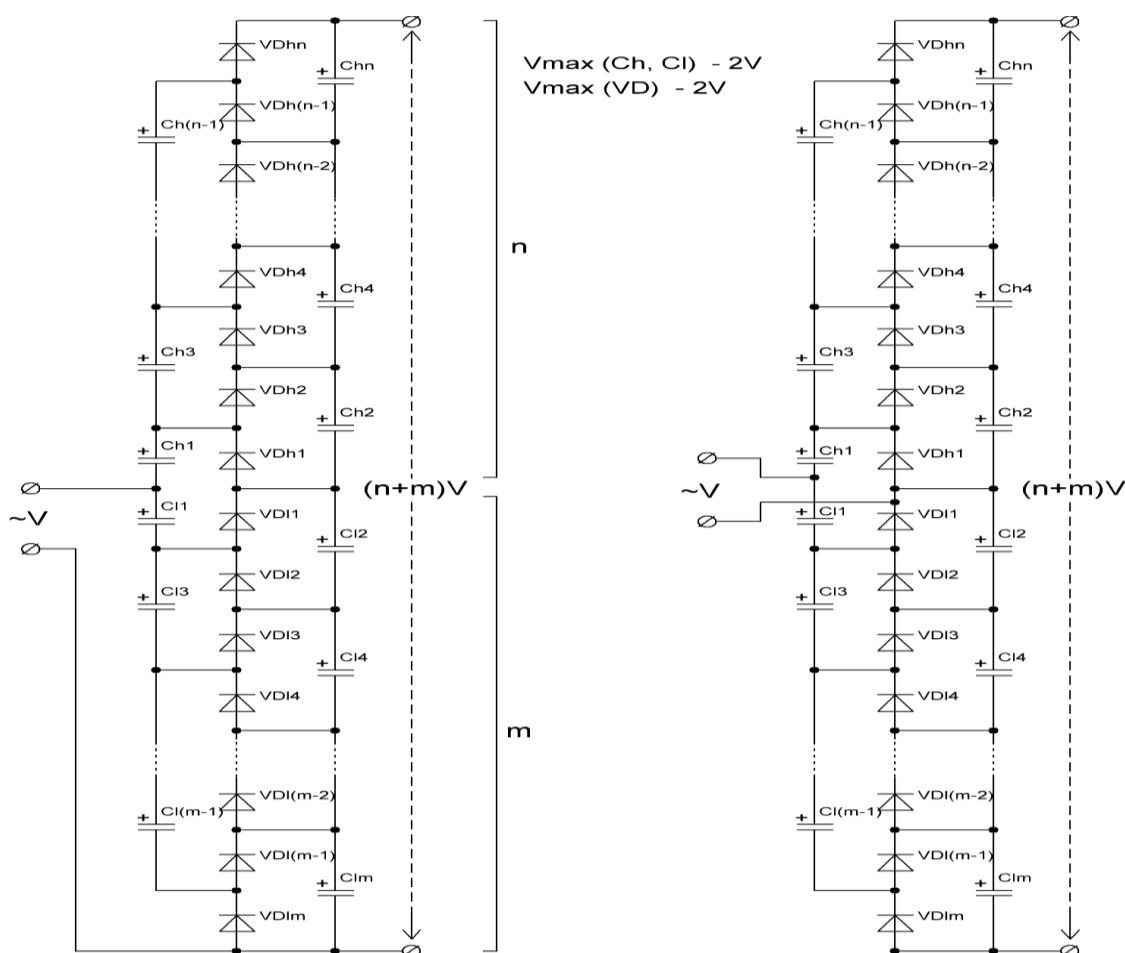 VDhn
Chn
Vmax (Ch, Cl) - 2V
Vmax (VD) - 2V
VDh(n-1)
Ch(n-1)
VDh(n-2)
n
VDh4
Ch4
VDh3
Ch3
VDh2
Ch2
Ch1
VDh1
(n+m)V
~V
Cl1
VDl1
Cl2
VDl2
Cl3
VDl3
Cl4
VDl4
m
VDl(m-2)
Cl(m-1)
VDl(m-1)
Clm
VDlm
VDhn
Chn
VDh(n-1)
Ch(n-1)
VDh(n-2)
VDh4
Ch4
VDh3
Ch3
VDh2
Ch2
Ch1
VDh1
~V
(n+m)V
Cl1
VDl1
Cl2
VDl2
Cl3
VDl3
Cl4
VDl4
VDl(m-2)
Cl(m-1)
VDl(m-1)
Clm
VDlm